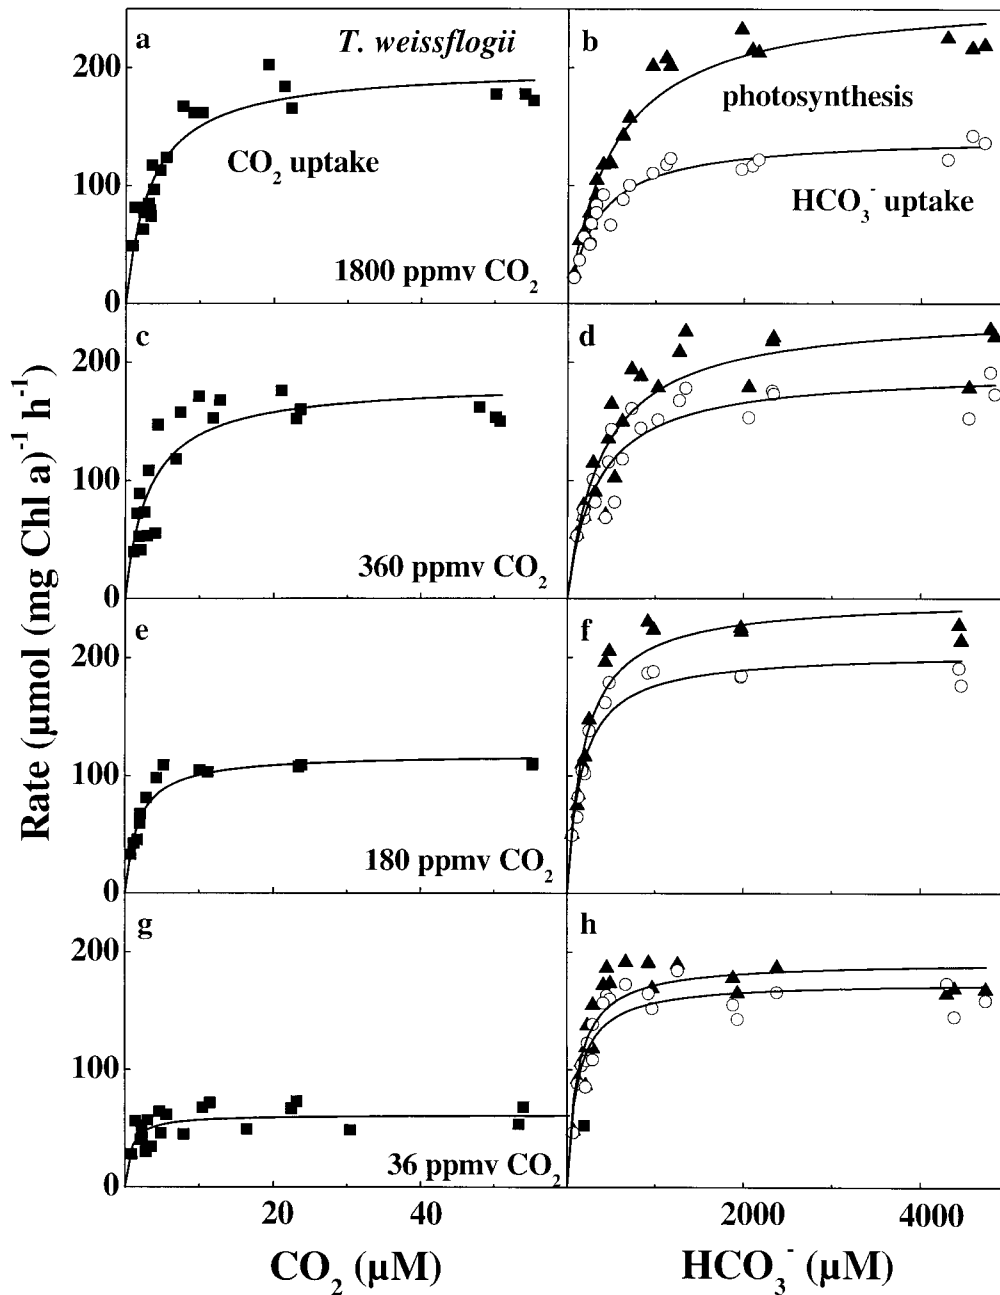 a
T. weissflogii
b
200
photosynthesis
CO₂ uptake
100
HCO₃⁻ uptake
1800 ppmv CO₂
0
c
d
200
100
360 ppmv CO₂
0
e
f
200
100
180 ppmv CO₂
0
g
h
200
100
36 ppmv CO₂
0
20
40
2000
4000
CO₂ (μM)
HCO₃⁻ (μM)
Rate (μmol (mg Chl a)⁻¹ h⁻¹)